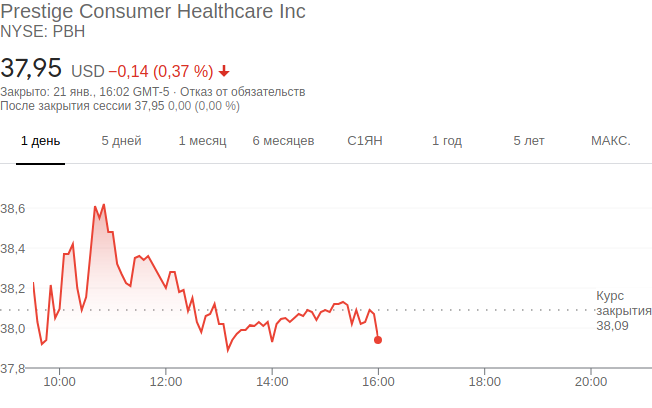 Prestige Consumer Healthcare Inc
NYSE: PBH
37,95 USD −0,14 (0,37 %)
Закрыто: 21 янв., 16:02 GMT-5 · Отказ от обязательств
После закрытия сессии 37,95 0,00 (0,00 %)
1 день 5 дней 1 месяц 6 месяцев С1ЯН 1 год 5 лет МАКС.
38,6
38,4
38,2
Курс
закрытия
38,09
38,0
37,8
10:00 12:00 14:00 16:00 18:00 20:00